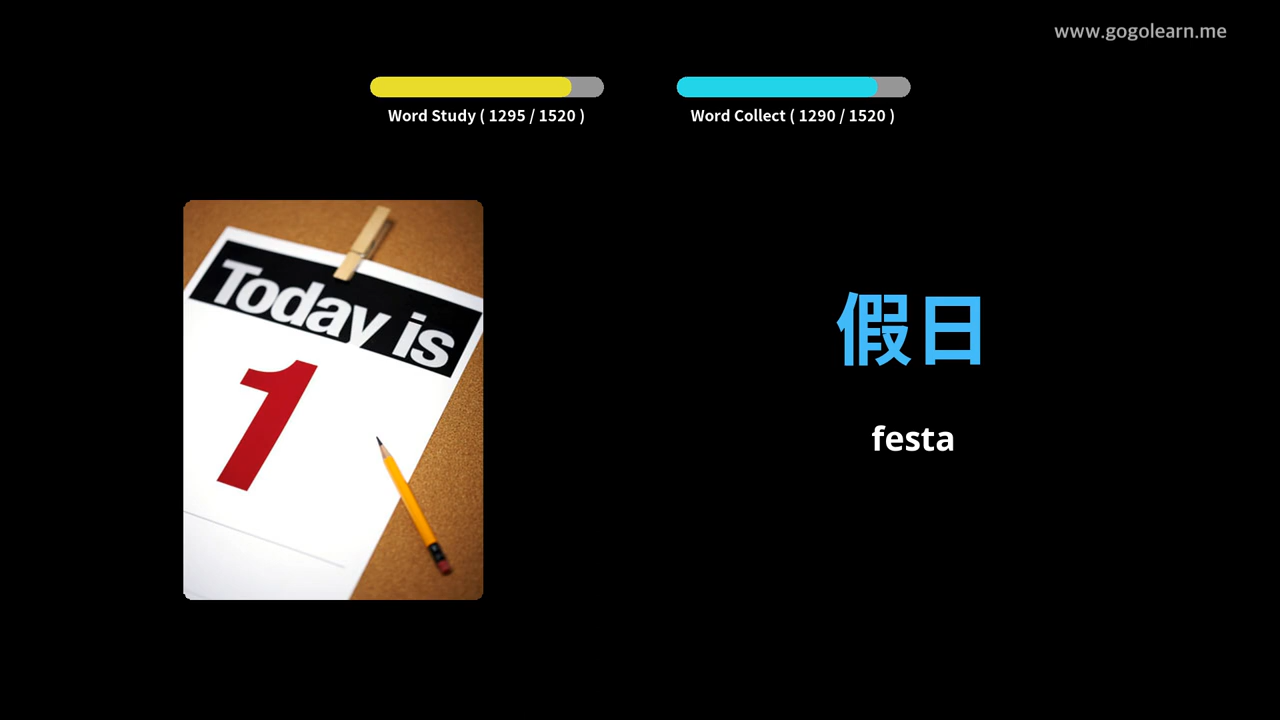 www.gogolearn.me
Word Study ( 1295 / 1520 )
Word Collect ( 1290 / 1520 )
Today is
1
假日
festa